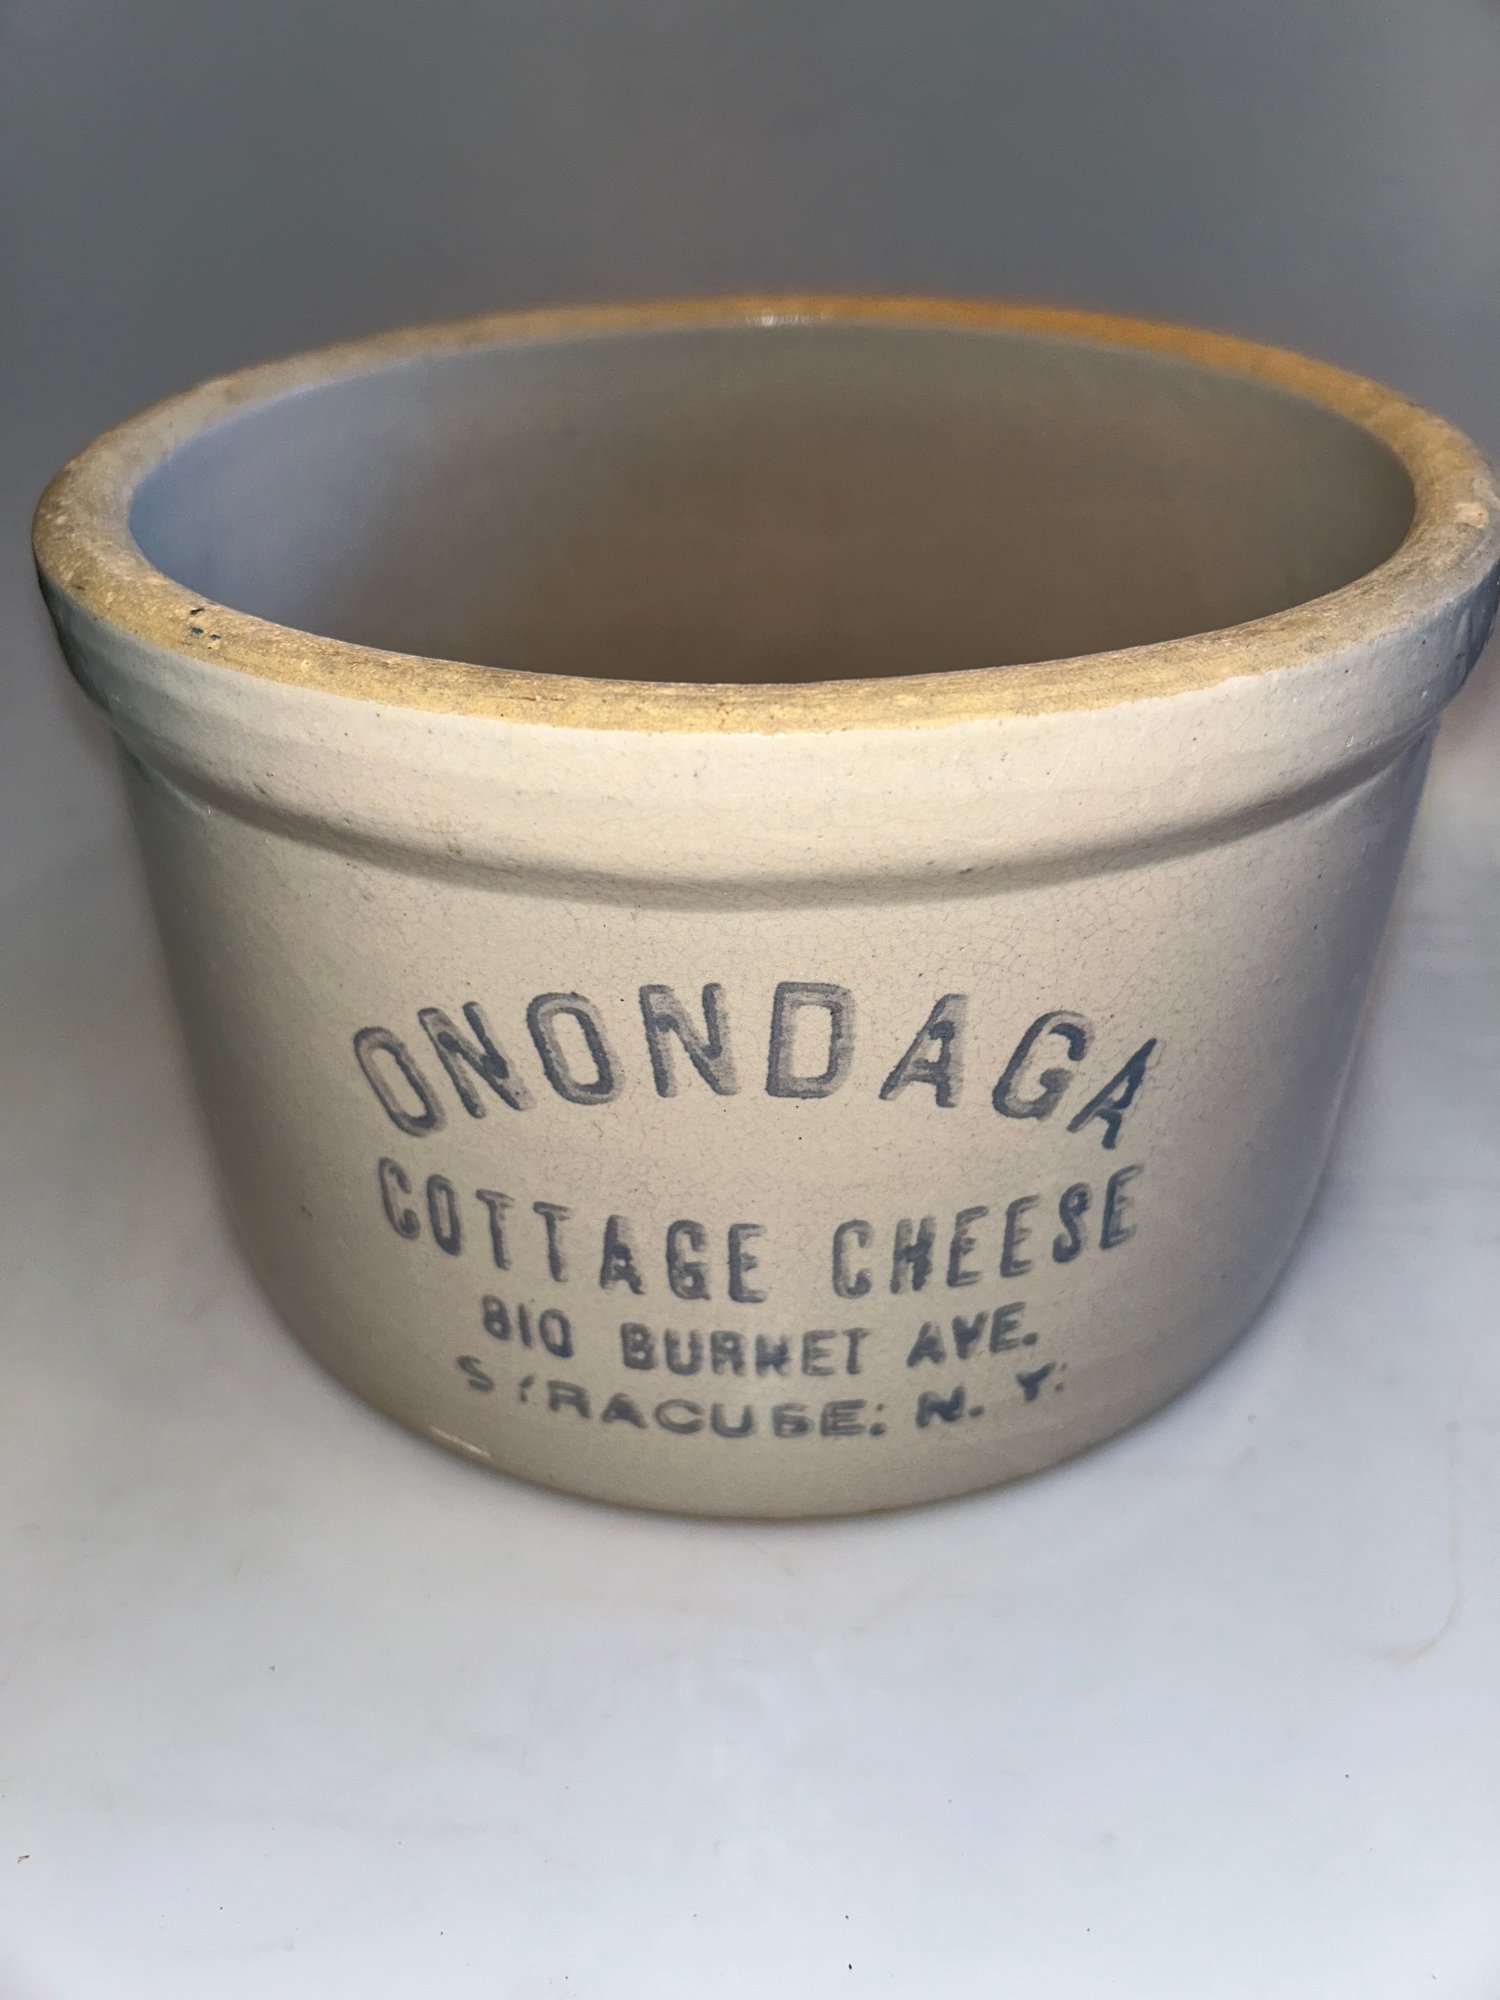 ONONDAGA
COTTAGE CHEESE
810 BURNET AVE.
SYRACUSE, N. Y.